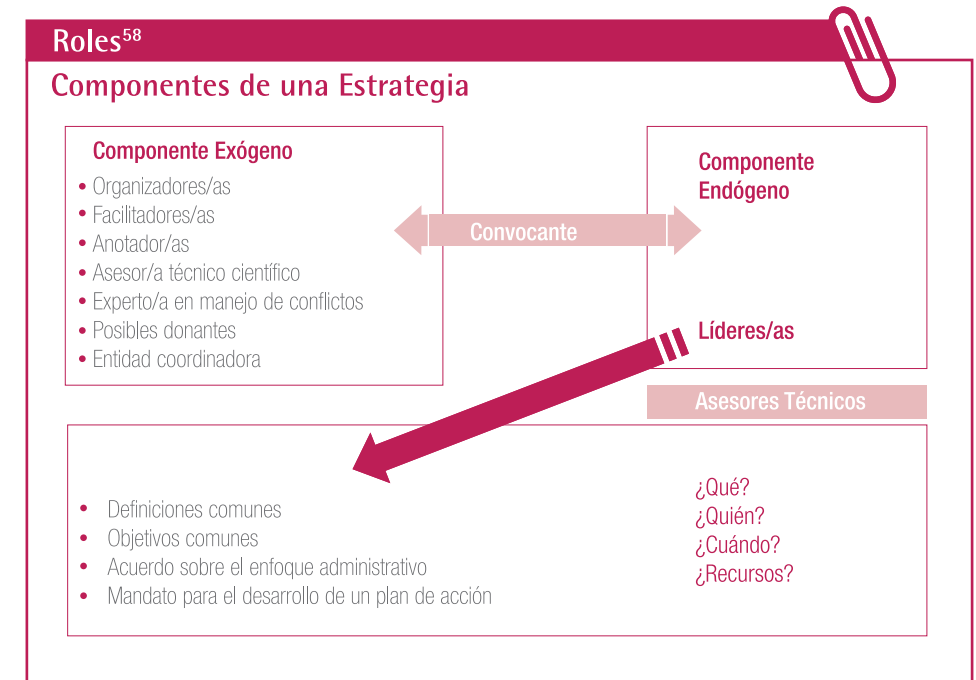 Roles⁵⁸
Componentes de una Estrategia
Componente Exógeno
• Organizadores/as
• Facilitadores/as
• Anotador/as
• Asesor/a técnico científico
• Experto/a en manejo de conflictos
• Posibles donantes
• Entidad coordinadora
Convocante
Componente
Endógeno
Líderes/as
Asesores Técnicos
• Definiciones comunes
• Objetivos comunes
• Acuerdo sobre el enfoque administrativo
• Mandato para el desarrollo de un plan de acción
¿Qué?
¿Quién?
¿Cuándo?
¿Recursos?